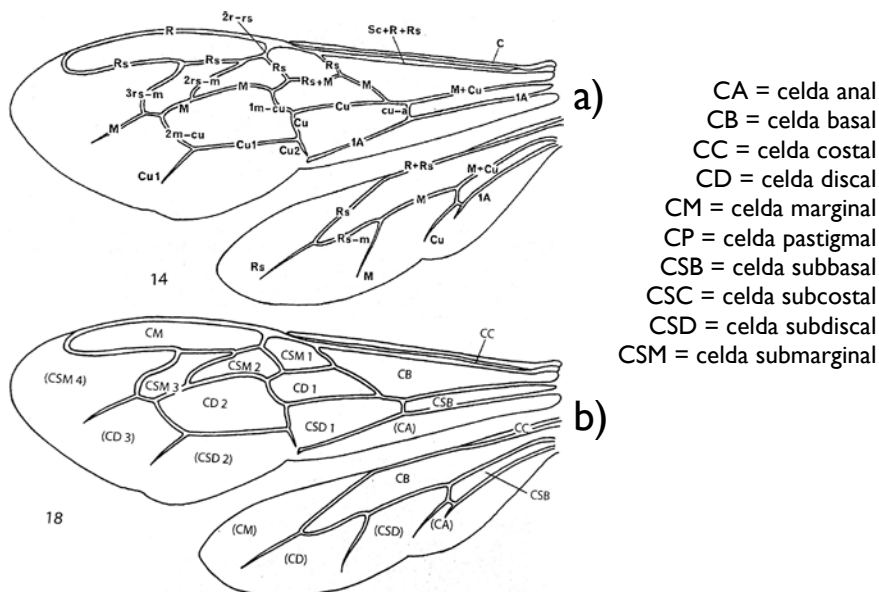 2r-rs
Sc+R+Rs
R
C
Rs
Rs
Rs
Rs
2rs-m
3rs-m
Rs+M
M
M
M
M
M+Cu
1A
1m-cu
Cu
cu-a
Cu
2m-cu
Cu1
Cu2
1A
Cu1
R+Rs
M+Cu
Rs
M
1A
Rs-m
Cu
Rs
M
14
a)
CM
CC
CSM 1
CSM 2
CB
(CSM 4)
CSM 3
CD 1
CD 2
CSB
CSD 1
(CA)
(CD 3)
(CSD 2)
CC
CB
CSB
(CM)
(CSD)
(CA)
(CD)
18
b)
CA = celda anal
CB = celda basal
CC = celda costal
CD = celda discal
CM = celda marginal
CP = celda pastigmal
CSB = celda subbasal
CSC = celda subcostal
CSD = celda subdiscal
CSM = celda submarginal